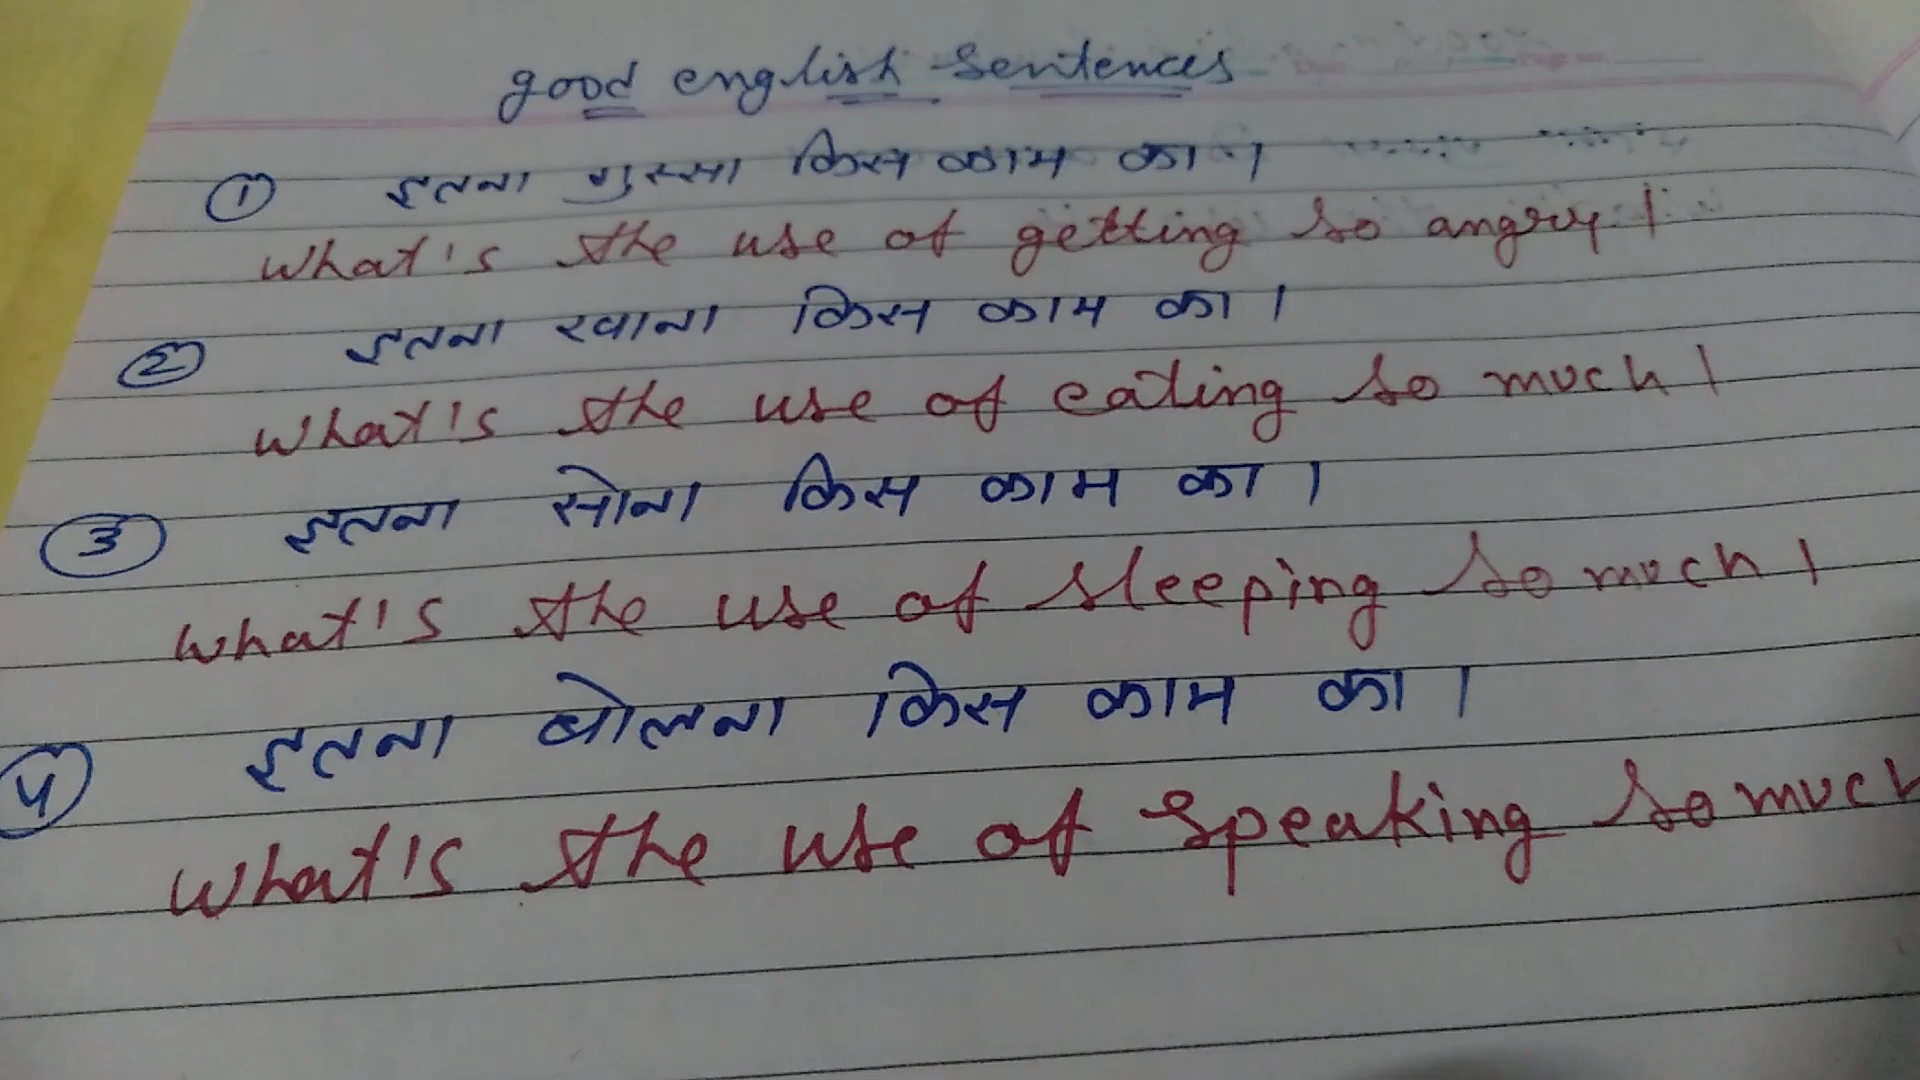 good english sentences
① इतना गुस्सा किस काम का।
what's the use of getting so angry।
② इतना खाना किस काम का।
what's the use of eating so much।
③ इतना सोना किस काम का।
what's the use of sleeping so much।
④ इतना बोलना किस काम का।
what's the use of speaking so much